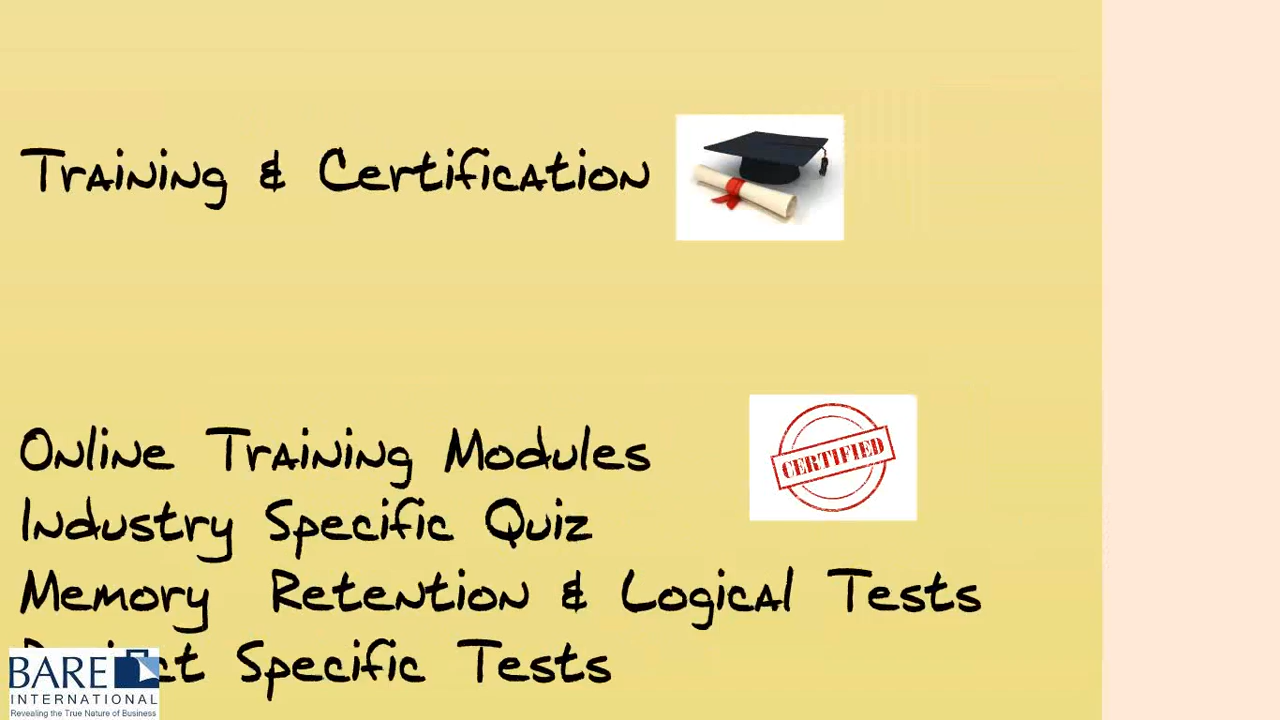 Training & Certification
Online Training Modules
CERTIFIED
Industry Specific Quiz
Memory Retention & Logical Tests
Specific Tests
BARE
INTERNATIONAL
Revealing the True Nature of Business